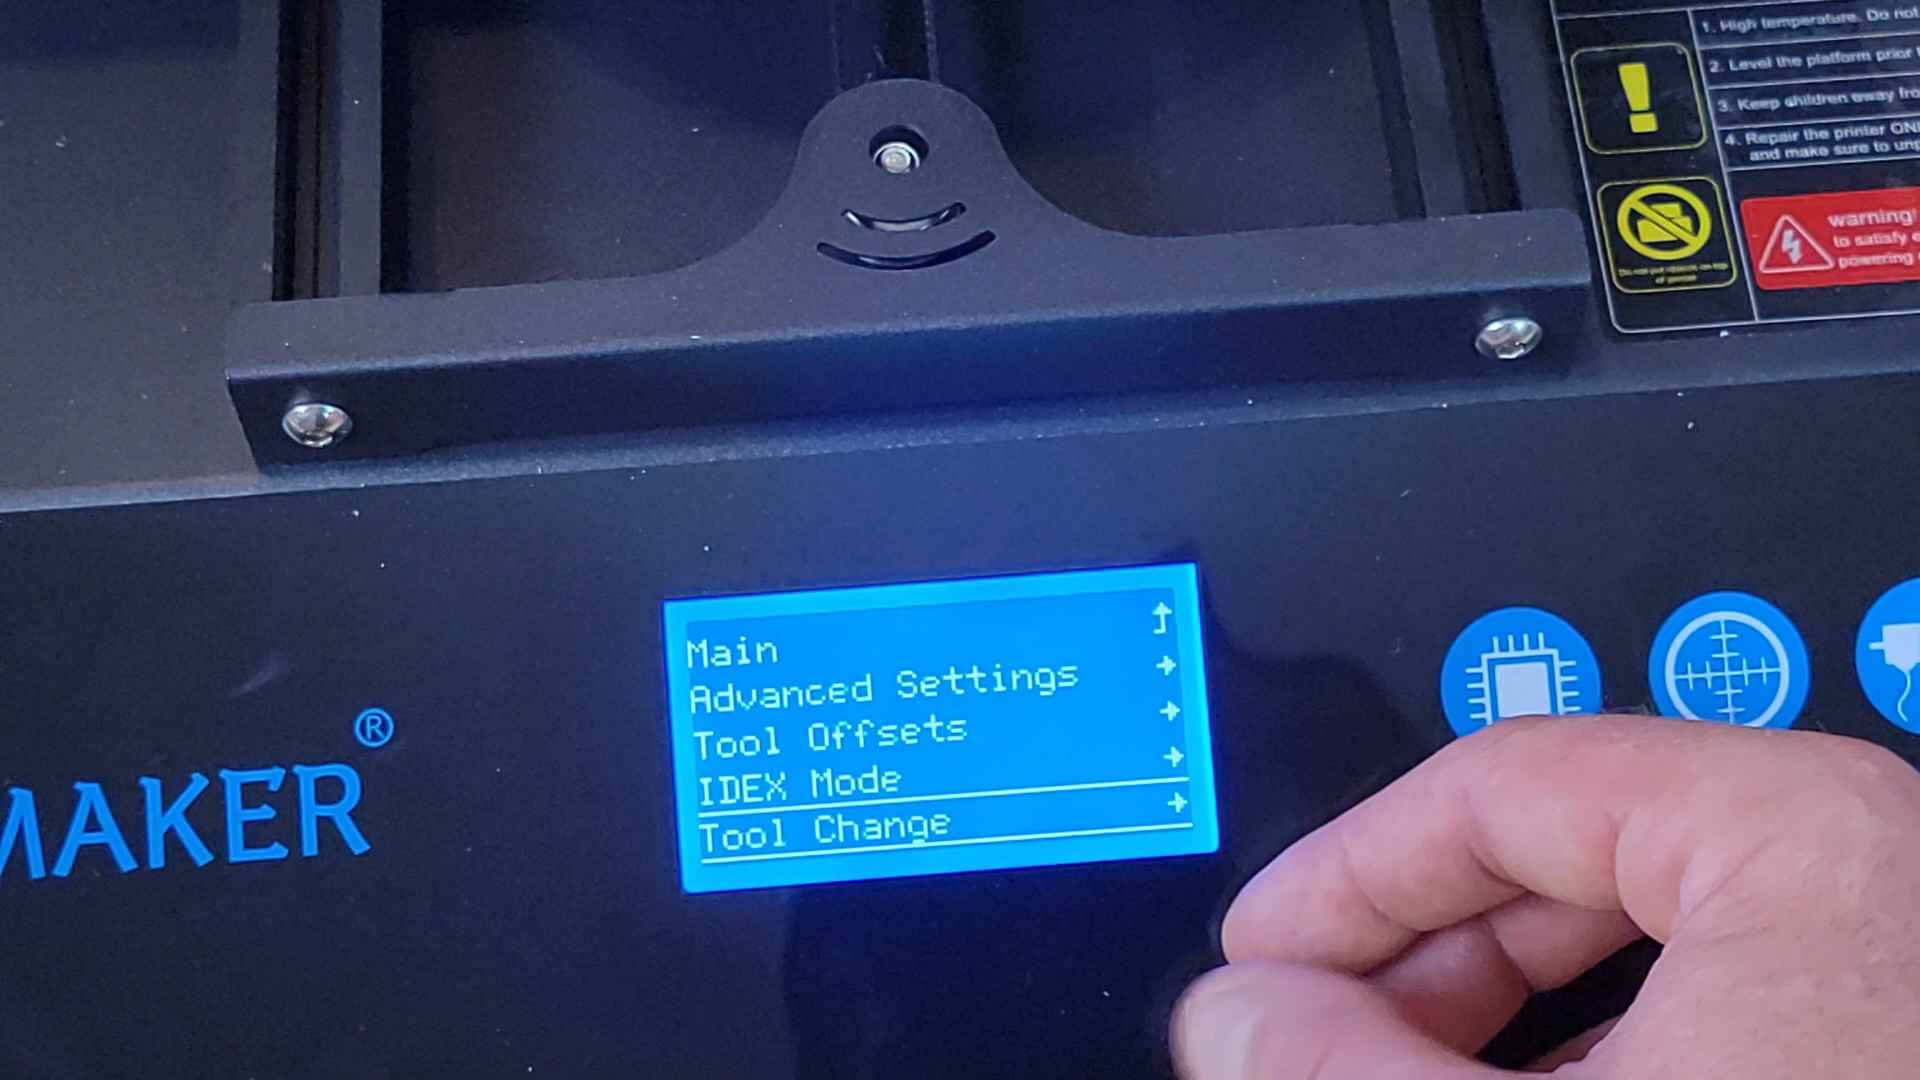 1. High temperature. Do not
2. Level the platform prior
3. Keep children away fro
4. Repair the printer ONL
and make sure to unp
warning!
to satisfy e
powering
MAKER®
Main
Advanced Settings
Tool Offsets
IDEX Mode
Tool Change